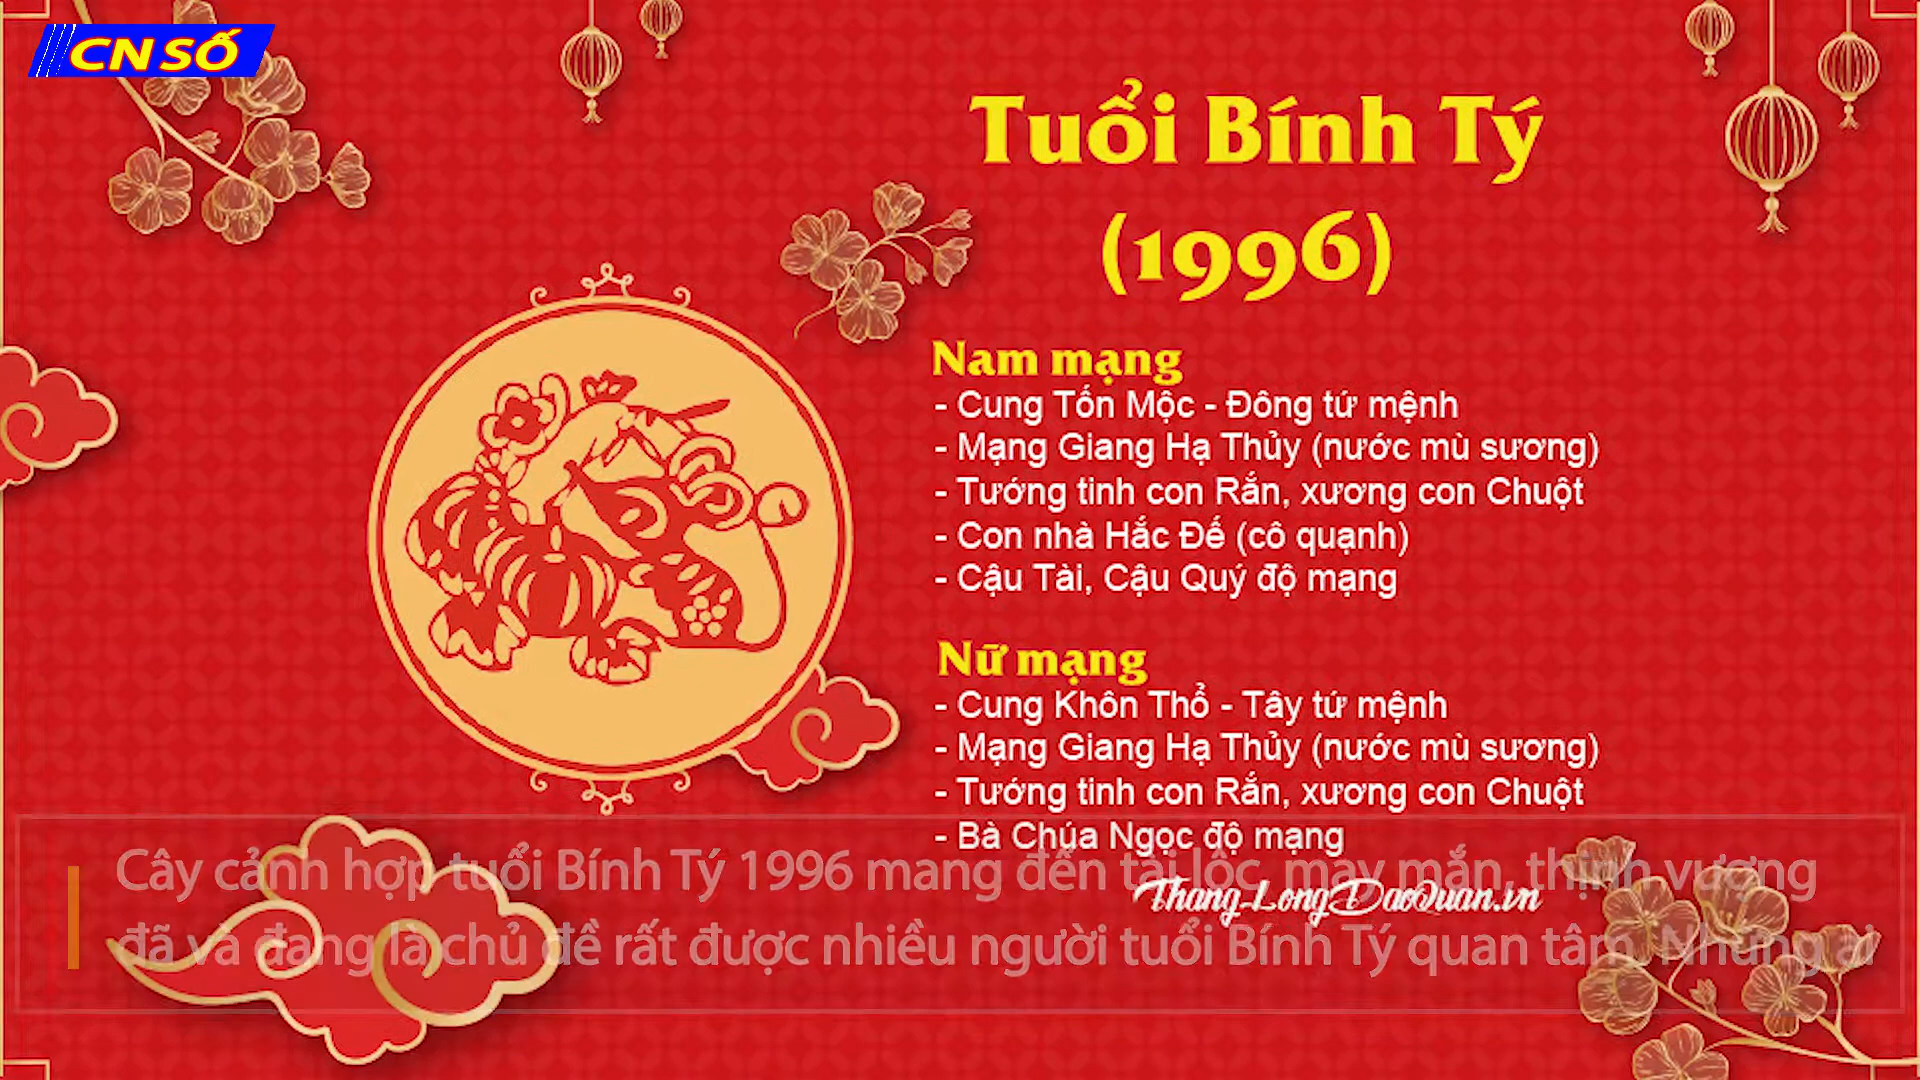 CN SỐ
Tuổi Bính Tý
(1996)
Nam mạng
- Cung Tốn Mộc - Đông tứ mệnh
- Mạng Giang Hạ Thủy (nước mù sương)
- Tướng tinh con Rắn, xương con Chuột
- Con nhà Hắc Đế (cô quạnh)
- Cậu Tài, Cậu Quý độ mạng
Nữ mạng
- Cung Khôn Thổ - Tây tứ mệnh
- Mạng Giang Hạ Thủy (nước mù sương)
- Tướng tinh con Rắn, xương con Chuột
- Bà Chúa Ngọc độ mạng
Cây cảnh hợp tuổi Bính Tý 1996 mang đến tài lộc, may mắn, thịnh vượng
ThangLongDaoQuan.vn
đã và đang là chủ đề rất được nhiều người tuổi Bính Tý quan tâm. Nhưng ai